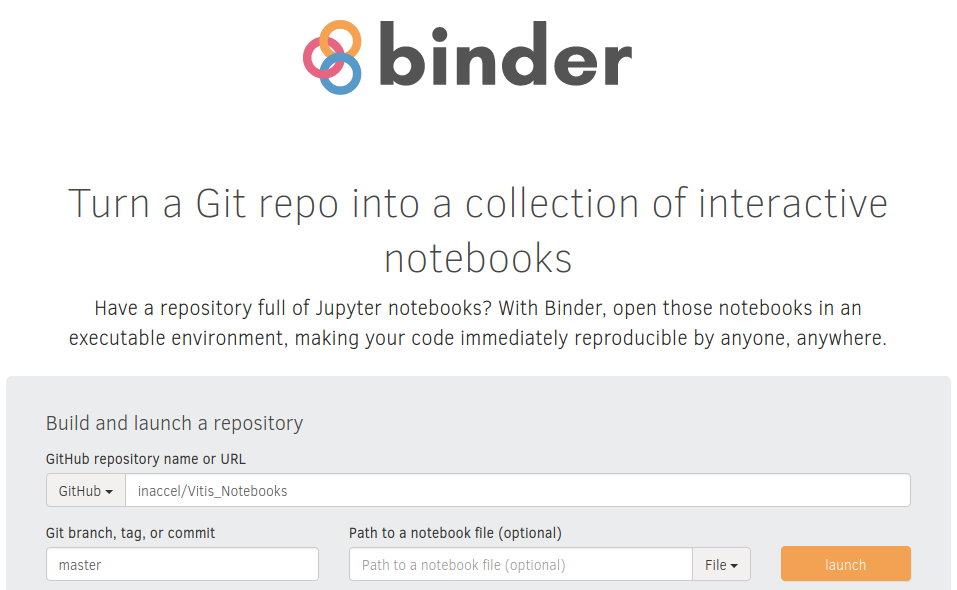 binder
Turn a Git repo into a collection of interactive
notebooks
Have a repository full of Jupyter notebooks? With Binder, open those notebooks in an
executable environment, making your code immediately reproducible by anyone, anywhere.
Build and launch a repository
GitHub repository name or URL
GitHub inaccel/Vitis_Notebooks
Git branch, tag, or commit Path to a notebook file (optional)
master Path to a notebook file (optional) File launch